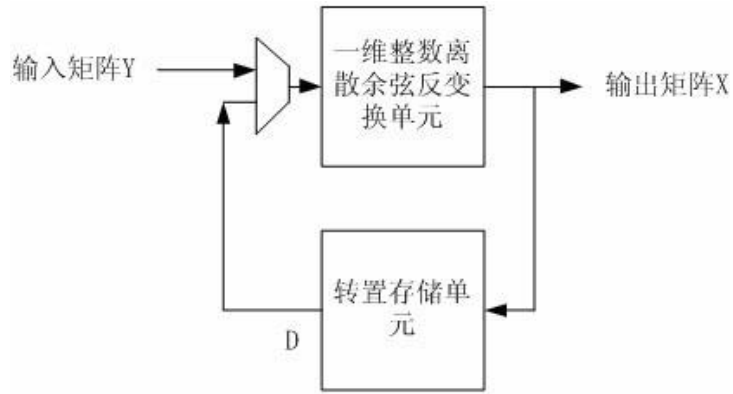 输入矩阵Y
一维整数离
散余弦反变
换单元
输出矩阵X
转置存储单
元
D